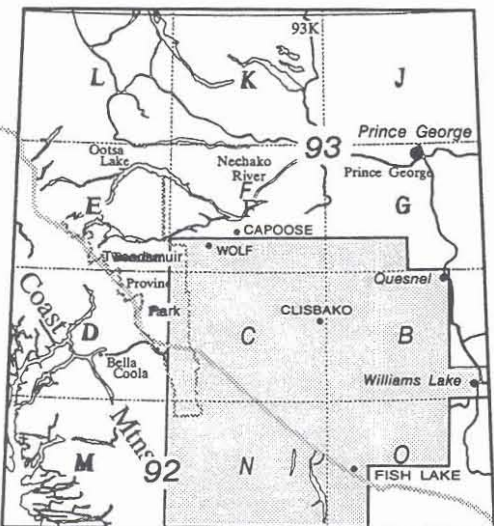 93K
L
K
J
Prince George
93
Ootsa
Lake
Nechako
River
Prince George
F
F
E
G
CAPOOSE
WOLF
Provinc
Park
Quesnel
CLISBAKO
Coast
D
C
B
Bella
Coola
Williams Lake
Mtns
M
92
N
O
FISH LAKE